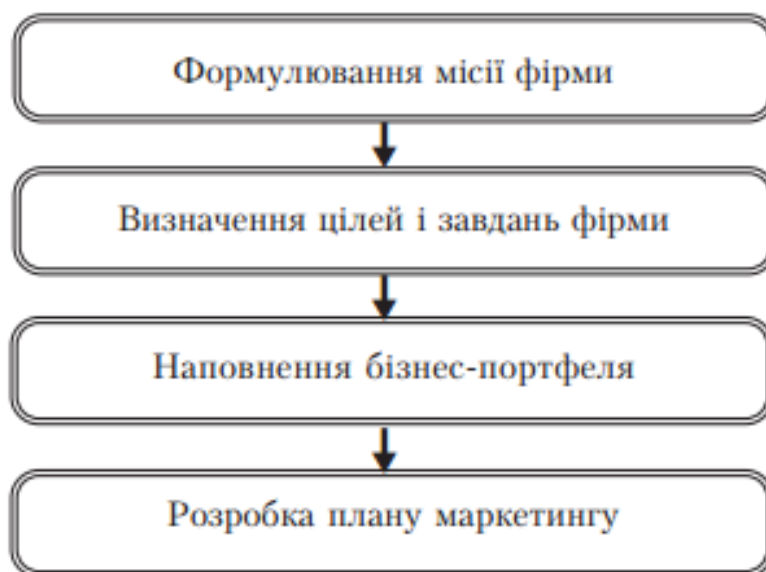 Формулювання місії фірми
Визначення цілей і завдань фірми
Наповнення бізнес-портфеля
Розробка плану маркетингу